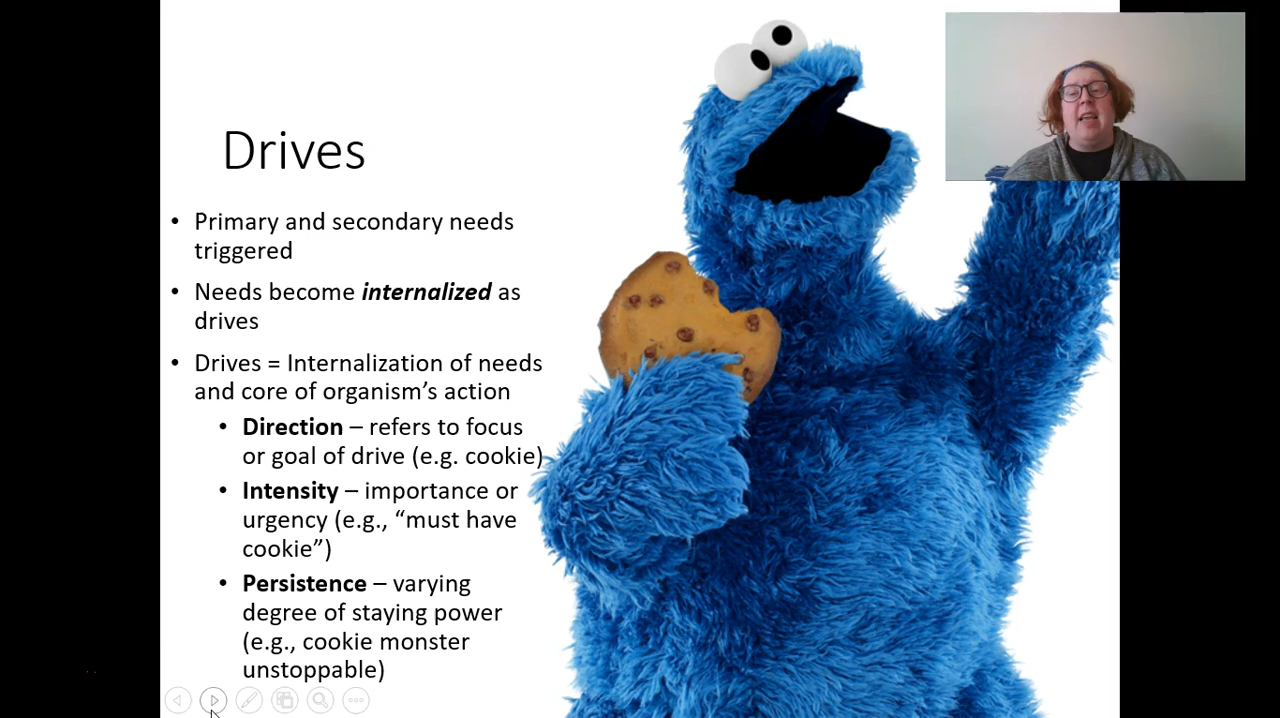 Drives
• Primary and secondary needs
triggered
• Needs become internalized as
drives
• Drives = Internalization of needs
and core of organism’s action
• Direction – refers to focus
or goal of drive (e.g. cookie)
• Intensity – importance or
urgency (e.g., “must have
cookie”)
• Persistence – varying
degree of staying power
(e.g., cookie monster
unstoppable)